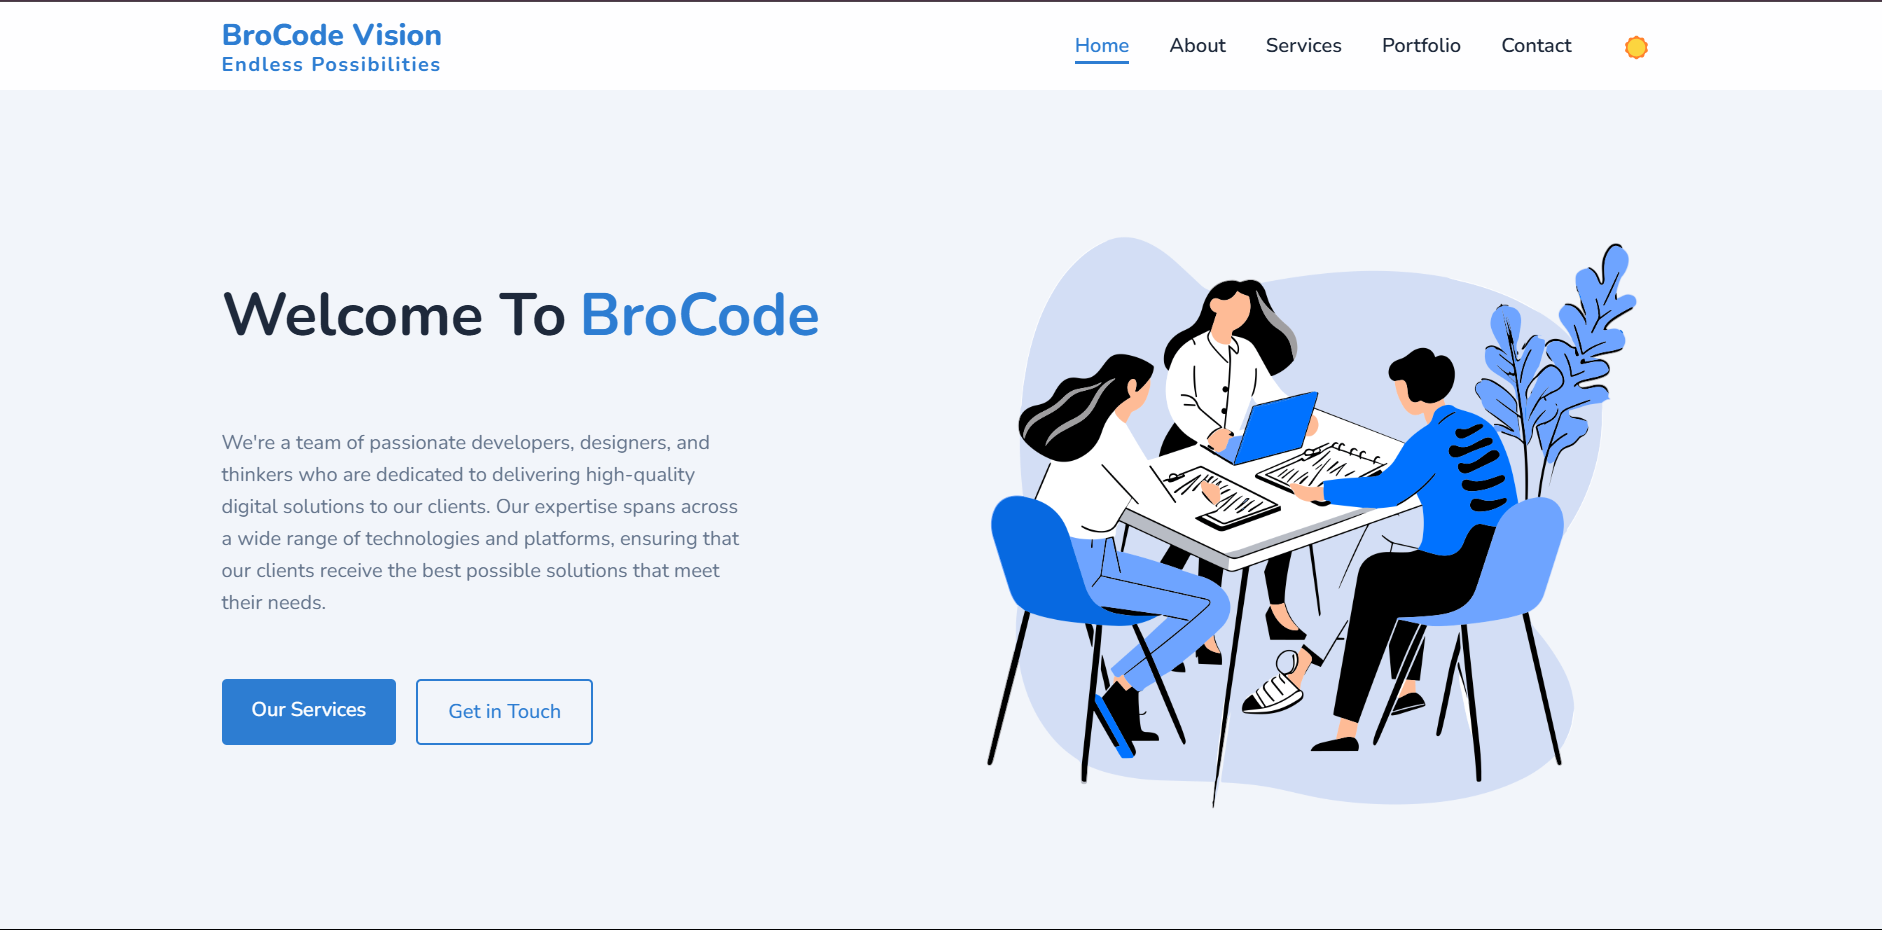 BroCode Vision
Endless Possibilities
Home About Services Portfolio Contact
Welcome To BroCode
We're a team of passionate developers, designers, and
thinkers who are dedicated to delivering high-quality
digital solutions to our clients. Our expertise spans across
a wide range of technologies and platforms, ensuring that
our clients receive the best possible solutions that meet
their needs.
Our Services
Get in Touch